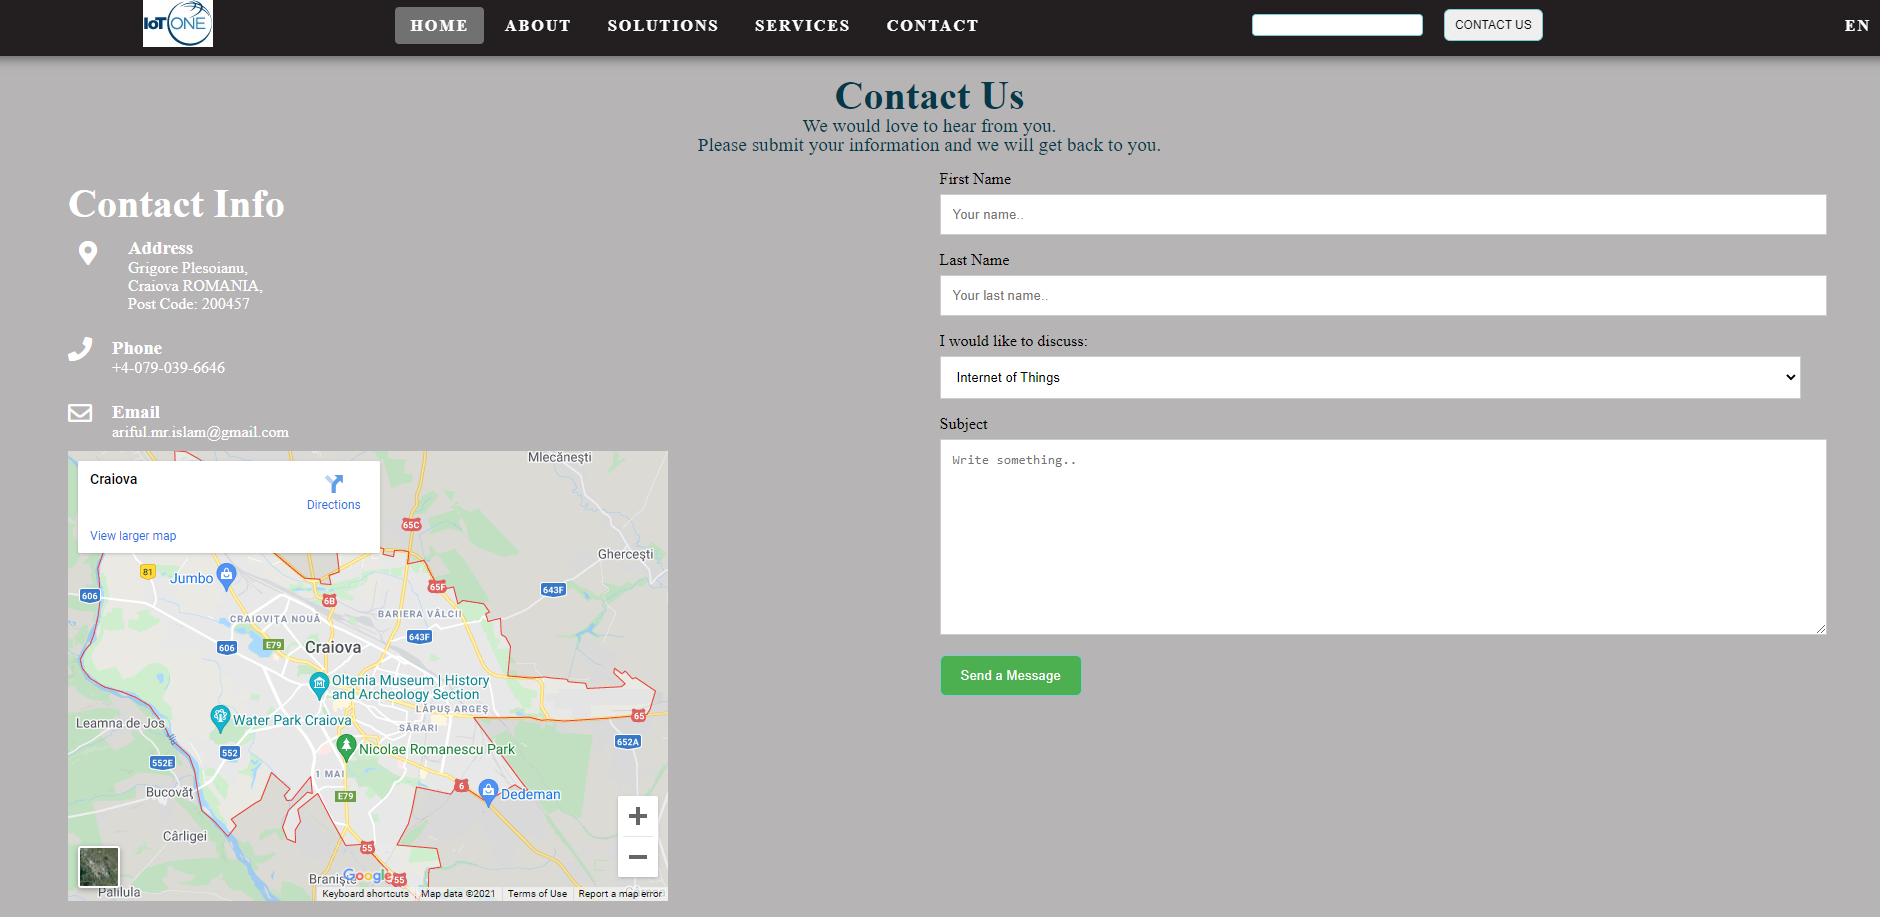 IoT ONE
HOME
ABOUT
SOLUTIONS
SERVICES
CONTACT
CONTACT US
EN
Contact Us
We would love to hear from you.
Please submit your information and we will get back to you.
Contact Info
Address
Grigore Plesoianu,
Craiova ROMANIA,
Post Code: 200457
Phone
+4-079-039-6646
Email
ariful.mr.islam@gmail.com
First Name
Your name..
Last Name
Your last name..
I would like to discuss:
Internet of Things
Subject
Write something..
Send a Message
Craiova
Directions
View larger map
Mlecănești
65C
Ghercești
81
Jumbo
65F
643F
606
6B
CRAIOVIȚA NOUĂ
BARIERA VÂLCII
643F
606
E79
Craiova
Oltenia Museum | History
and Archeology Section
LĂPUȘ ARGEȘ
65
Leamna de Jos
Water Park Craiova
SĂRARI
652A
552
Nicolae Romanescu Park
552E
1 MAI
6
Bucovăț
E79
Dedeman
Cârligei
55
Braniște
Google
55
Palilula
Keyboard shortcuts
Map data ©2021
Terms of Use
Report a map error